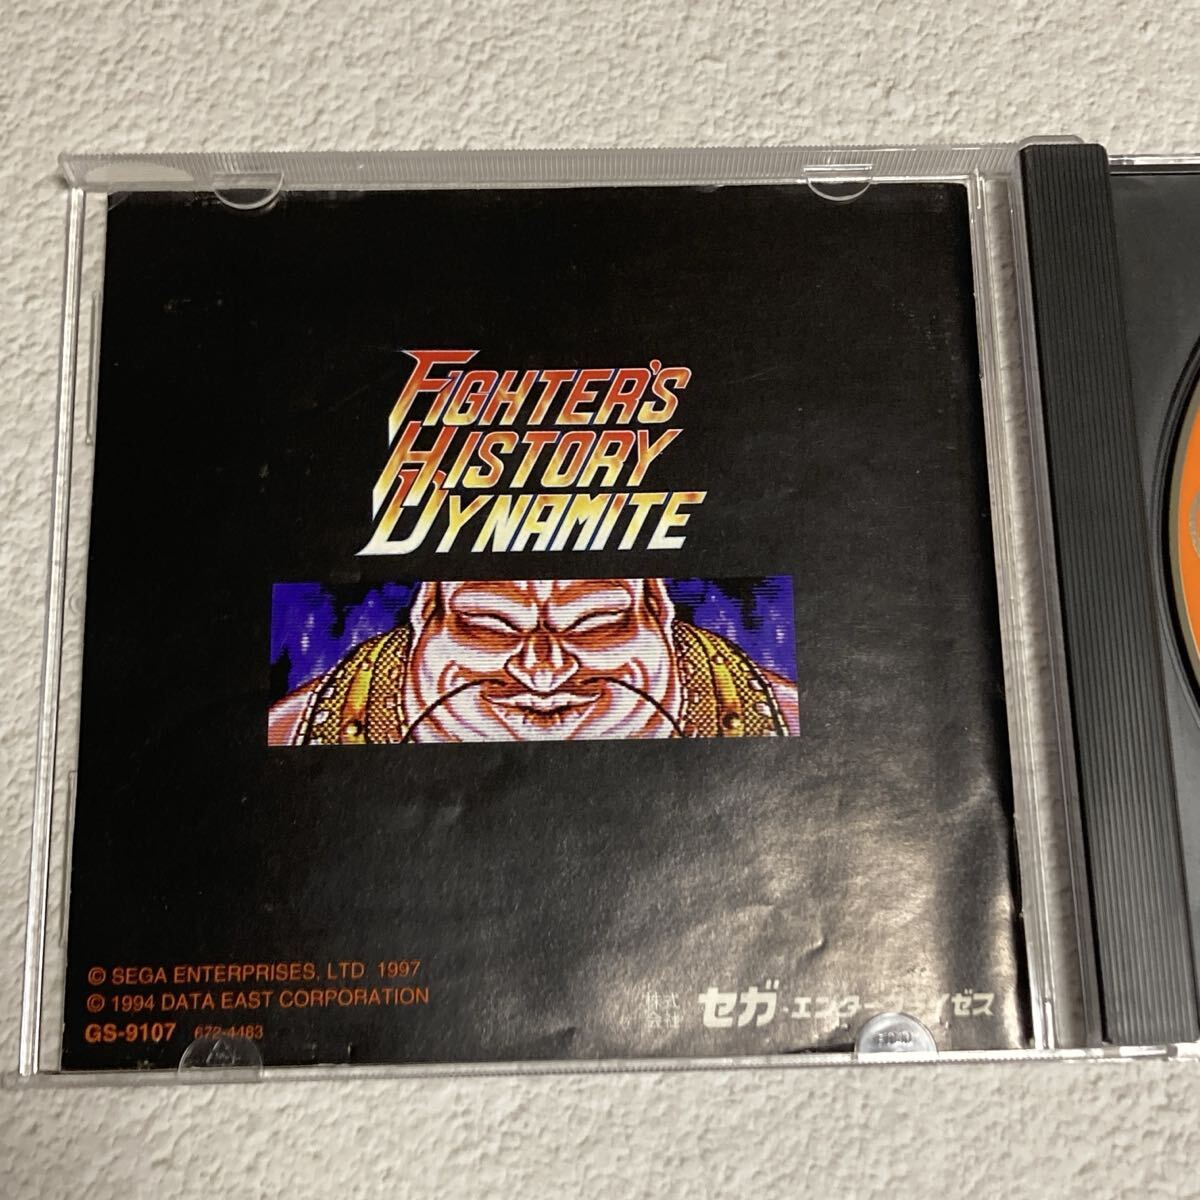 FIGHTER'S
HISTORY
DYNAMITE
© SEGA ENTERPRISES, LTD. 1997
© 1994 DATA EAST CORPORATION
GS-9107 672-4483
株式会社 セガ・エンタープライゼス